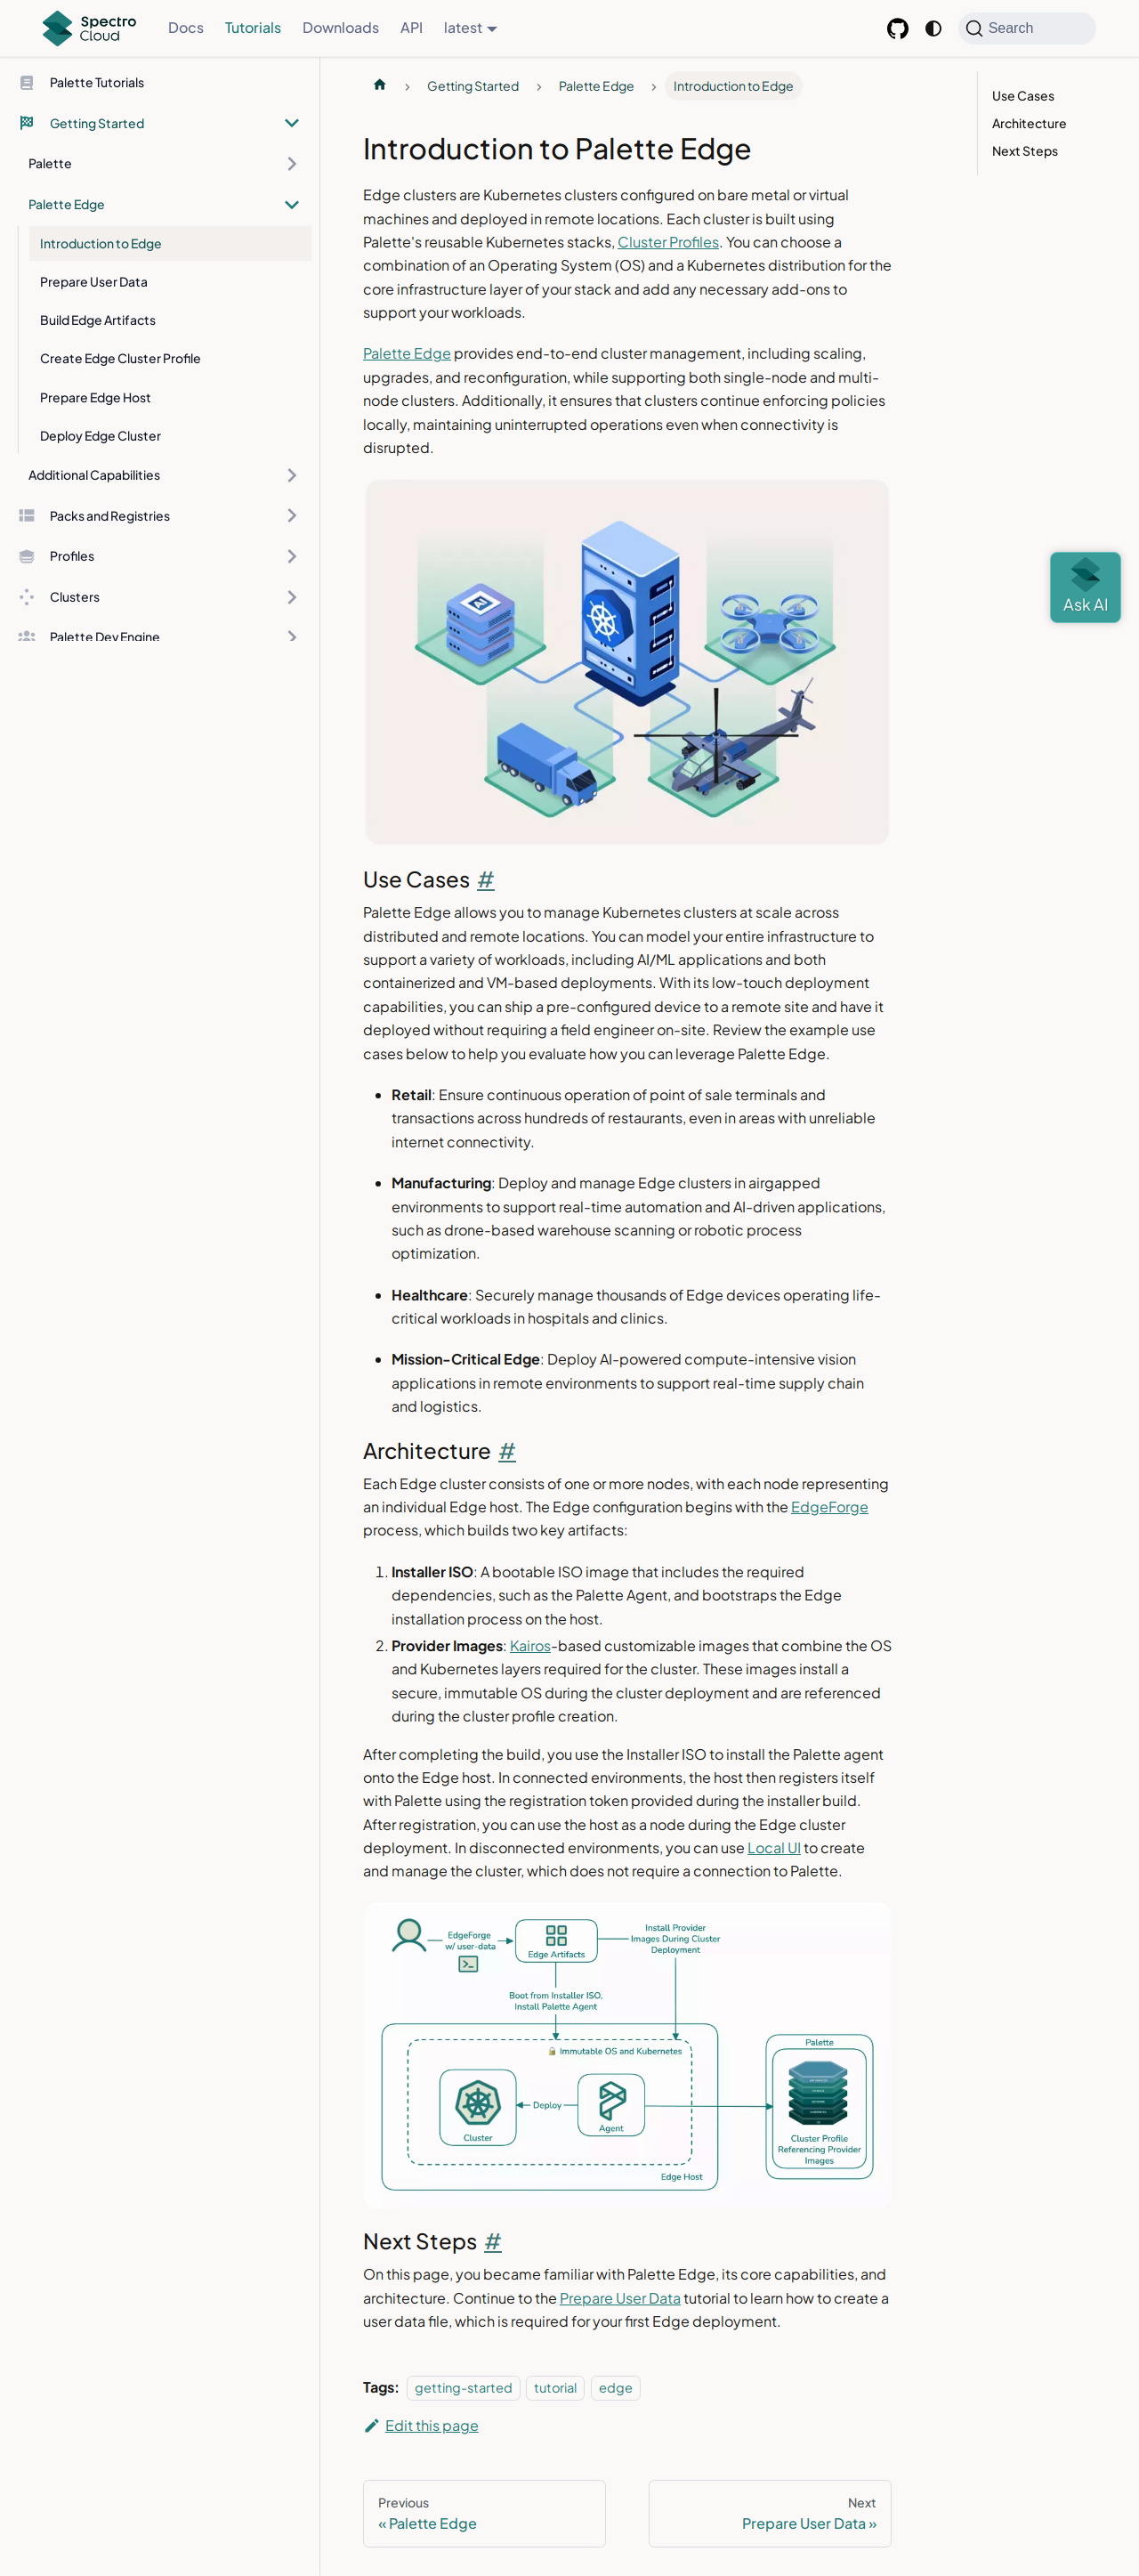 Spectro
Cloud
Docs
Tutorials
Downloads
API
latest
Search
Palette Tutorials
Getting Started
Palette
Palette Edge
Introduction to Edge
Prepare User Data
Build Edge Artifacts
Create Edge Cluster Profile
Prepare Edge Host
Deploy Edge Cluster
Additional Capabilities
Packs and Registries
Profiles
Clusters
Palette Dev Engine
Getting Started
Palette Edge
Introduction to Edge
Use Cases
Architecture
Next Steps
Introduction to Palette Edge
Edge clusters are Kubernetes clusters configured on bare metal or virtual
machines and deployed in remote locations. Each cluster is built using
Palette's reusable Kubernetes stacks, Cluster Profiles. You can choose a
combination of an Operating System (OS) and a Kubernetes distribution for the
core infrastructure layer of your stack and add any necessary add-ons to
support your workloads.
Palette Edge provides end-to-end cluster management, including scaling,
upgrades, and reconfiguration, while supporting both single-node and multi-
node clusters. Additionally, it ensures that clusters continue enforcing policies
locally, maintaining uninterrupted operations even when connectivity is
disrupted.
AI
Ask AI
Use Cases #
Palette Edge allows you to manage Kubernetes clusters at scale across
distributed and remote locations. You can model your entire infrastructure to
support a variety of workloads, including AI/ML applications and both
containerized and VM-based deployments. With its low-touch deployment
capabilities, you can ship a pre-configured device to a remote site and have it
deployed without requiring a field engineer on-site. Review the example use
cases below to help you evaluate how you can leverage Palette Edge.
• Retail: Ensure continuous operation of point of sale terminals and
transactions across hundreds of restaurants, even in areas with unreliable
internet connectivity.
• Manufacturing: Deploy and manage Edge clusters in airgapped
environments to support real-time automation and AI-driven applications,
such as drone-based warehouse scanning or robotic process
optimization.
• Healthcare: Securely manage thousands of Edge devices operating life-
critical workloads in hospitals and clinics.
• Mission-Critical Edge: Deploy AI-powered compute-intensive vision
applications in remote environments to support real-time supply chain
and logistics.
Architecture #
Each Edge cluster consists of one or more nodes, with each node representing
an individual Edge host. The Edge configuration begins with the EdgeForge
process, which builds two key artifacts:
1. Installer ISO: A bootable ISO image that includes the required
dependencies, such as the Palette Agent, and bootstraps the Edge
installation process on the host.
2. Provider Images: Kairos-based customizable images that combine the OS
and Kubernetes layers required for the cluster. These images install a
secure, immutable OS during the cluster deployment and are referenced
during the cluster profile creation.
After completing the build, you use the Installer ISO to install the Palette agent
onto the Edge host. In connected environments, the host then registers itself
with Palette using the registration token provided during the installer build.
After registration, you can use the host as a node during the Edge cluster
deployment. In disconnected environments, you can use Local UI to create
and manage the cluster, which does not require a connection to Palette.
EdgeForge
w/ user-data
Edge Artifacts
Install Provider
Images During Cluster
Deployment
Boot from Installer ISO,
Install Palette Agent
Immutable OS and Kubernetes
Cluster
Deploy
Agent
Edge Host
Palette
Cluster Profile
Referencing Provider
Images
Next Steps #
On this page, you became familiar with Palette Edge, its core capabilities, and
architecture. Continue to the Prepare User Data tutorial to learn how to create a
user data file, which is required for your first Edge deployment.
Tags: getting-started tutorial edge
Edit this page
Previous
« Palette Edge
Next
Prepare User Data »